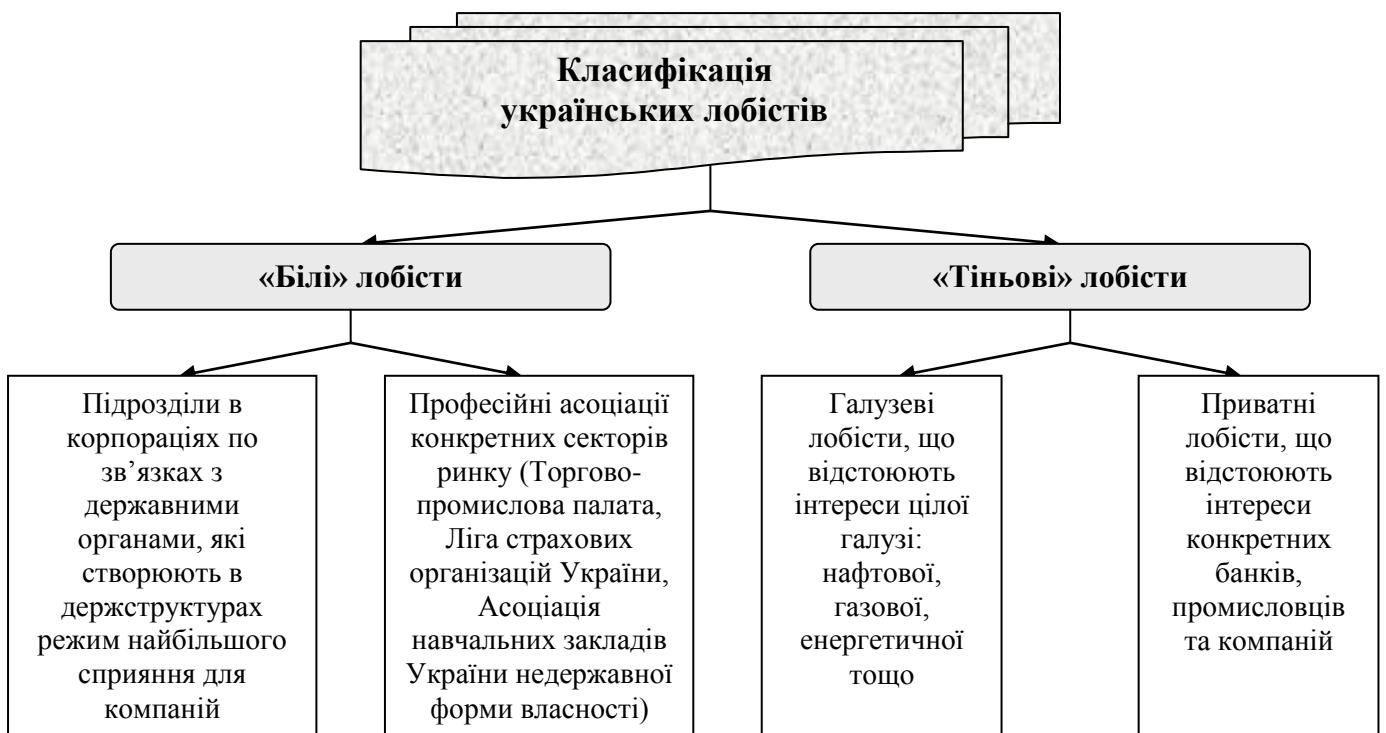 Класифікація
українських лобістів
«Білі» лобісти
«Тіньові» лобісти
Підрозділи в
корпораціях по
зв’язках з
державними
органами, які
створюють в
держструктурах
режим найбільшого
сприяння для
компаній
Професійні асоціації
конкретних секторів
ринку (Торгово-
промислова палата,
Ліга страхових
організацій України,
Асоціація
навчальних закладів
України недержавної
форми власності)
Галузеві
лобісти, що
відстоюють
інтереси цілої
галузі:
нафтової,
газової,
енергетичної
тощо
Приватні
лобісти, що
відстоюють
інтереси
конкретних
банків,
промисловців
та компаній